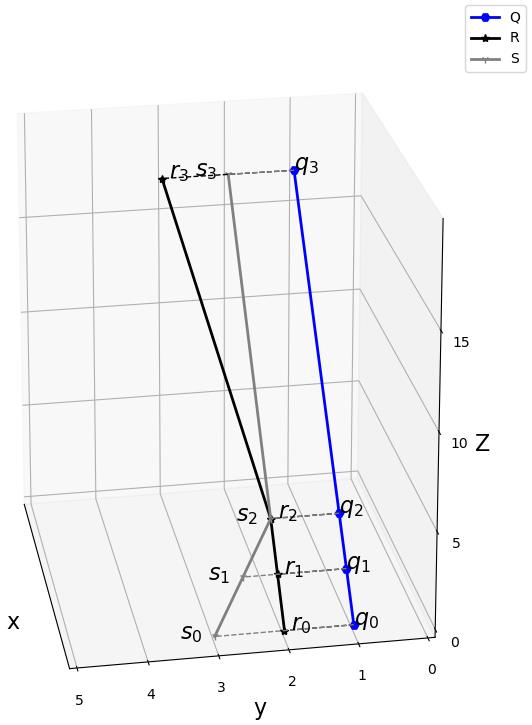 Q
R
S
r₃ s₃ q₃
15
10 Z
s₂ r₂ q₂
5
s₁ r₁ q₁
x
s₀ r₀ q₀
0
5 4 3 2 1 0
y